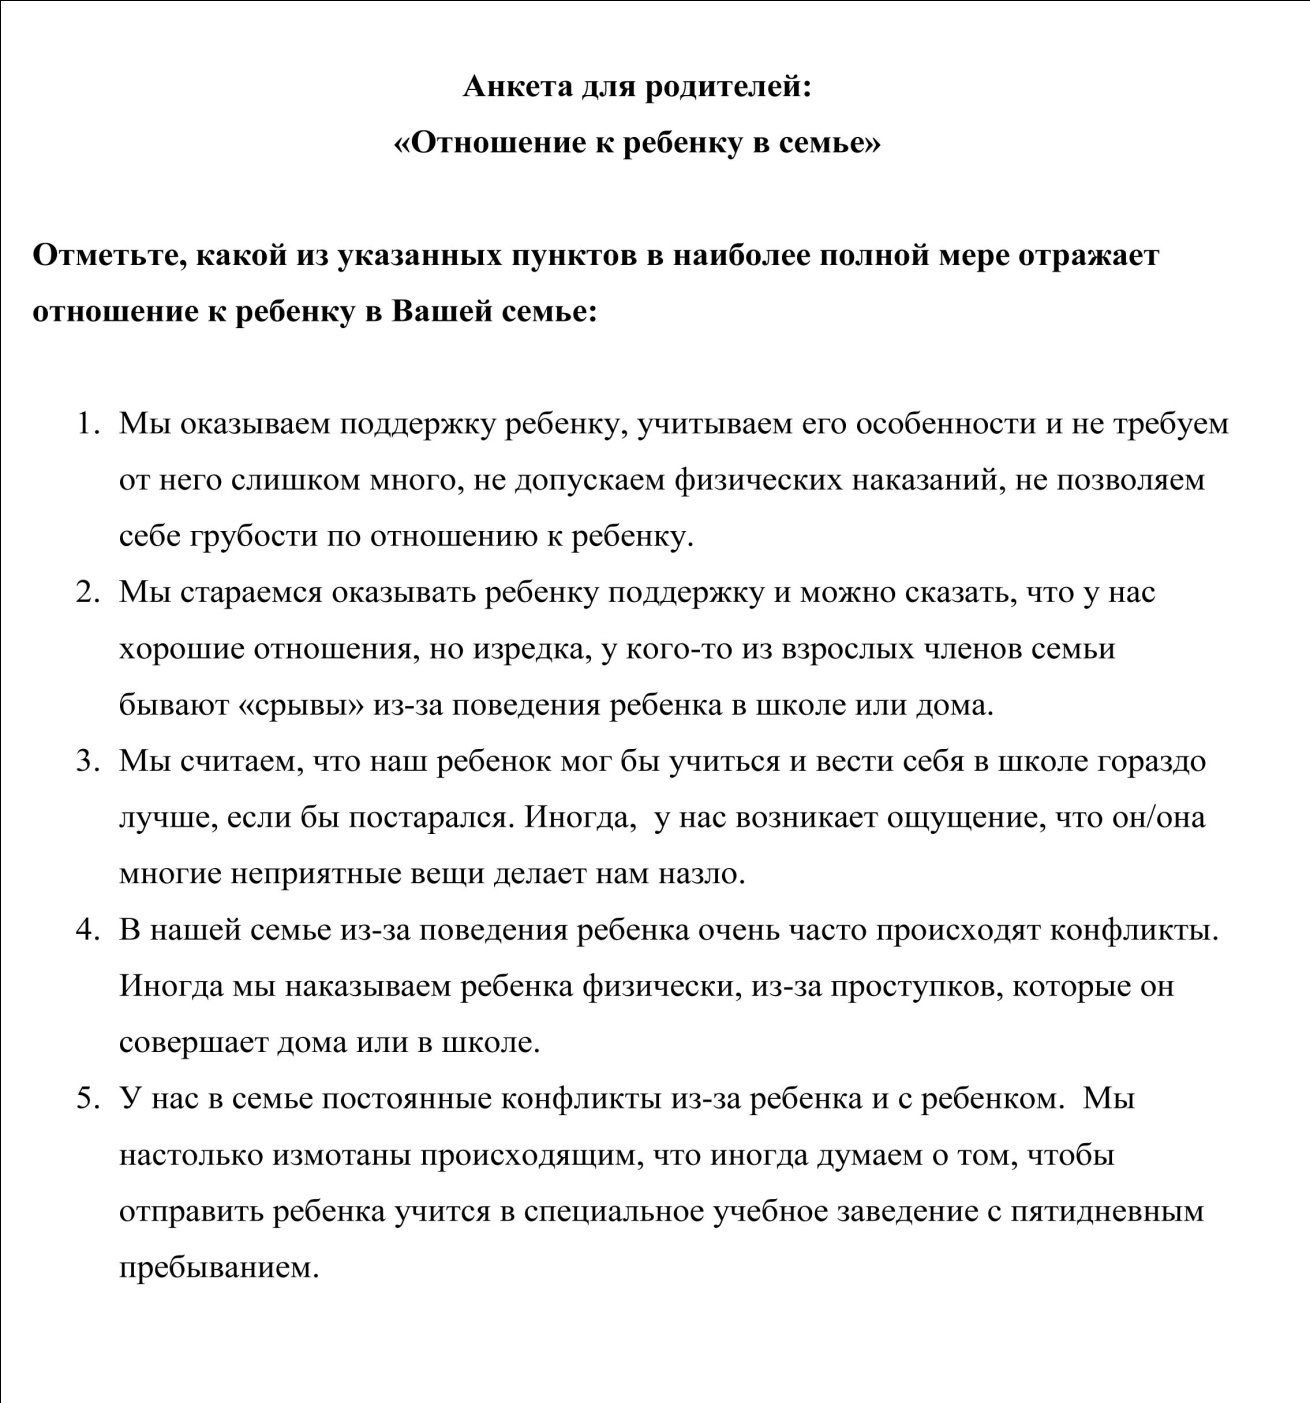 Анкета для родителей:
«Отношение к ребенку в семье»
Отметьте, какой из указанных пунктов в наиболее полной мере отражает
отношение к ребенку в Вашей семье:
1. Мы оказываем поддержку ребенку, учитываем его особенности и не требуем
от него слишком много, не допускаем физических наказаний, не позволяем
себе грубости по отношению к ребенку.
2. Мы стараемся оказывать ребенку поддержку и можно сказать, что у нас
хорошие отношения, но изредка, у кого-то из взрослых членов семьи
бывают «срывы» из-за поведения ребенка в школе или дома.
3. Мы считаем, что наш ребенок мог бы учиться и вести себя в школе гораздо
лучше, если бы постарался. Иногда,  у нас возникает ощущение, что он/она
многие неприятные вещи делает нам назло.
4. В нашей семье из-за поведения ребенка очень часто происходят конфликты.
Иногда мы наказываем ребенка физически, из-за проступков, которые он
совершает дома или в школе.
5. У нас в семье постоянные конфликты из-за ребенка и с ребенком.  Мы
настолько измотаны происходящим, что иногда думаем о том, чтобы
отправить ребенка учится в специальное учебное заведение с пятидневным
пребыванием.